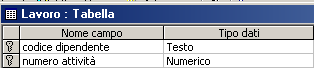 Lavoro : Tabella
Nome campo Tipo dati
codice dipendente Testo
numero attività Numerico